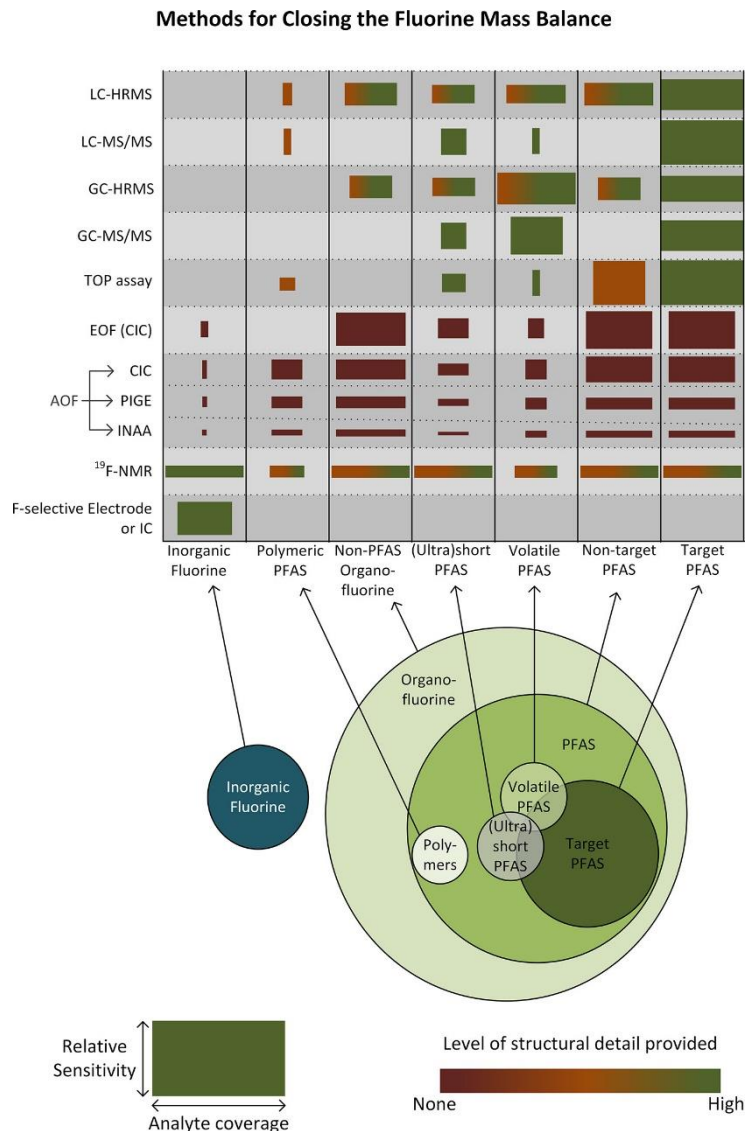 Methods for Closing the Fluorine Mass Balance
LC-HRMS
LC-MS/MS
GC-HRMS
GC-MS/MS
TOP assay
EOF (CIC)
CIC
AOF
PIGE
INAA
¹⁹F-NMR
F-selective Electrode
or IC
Inorganic
Fluorine
Polymeric
PFAS
Non-PFAS
Organo-
fluorine
(Ultra)short
PFAS
Volatile
PFAS
Non-target
PFAS
Target
PFAS
Organo-
fluorine
PFAS
Inorganic
Fluorine
Volatile
PFAS
(Ultra)
short
PFAS
Poly-
mers
Target
PFAS
Relative
Sensitivity
Analyte coverage
Level of structural detail provided
None
High